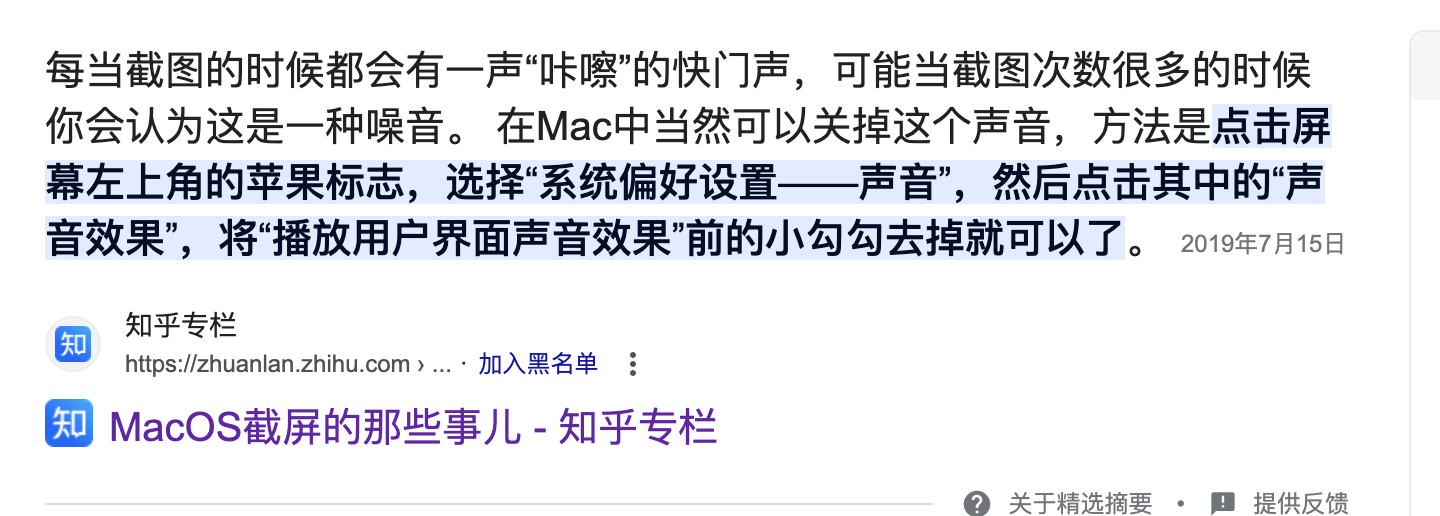 每当截图的时候都会有一声“咔嚓”的快门声，可能当截图次数很多的时候
你会认为这是一种噪音。 在Mac中当然可以关掉这个声音，方法是点击屏
幕左上角的苹果标志，选择“系统偏好设置——声音”，然后点击其中的“声
音效果”，将“播放用户界面声音效果”前的小勾勾去掉就可以了。 2019年7月15日
知
知乎专栏
https://zhuanlan.zhihu.com › ... · 加入黑名单
知 MacOS截屏的那些事儿 - 知乎专栏
关于精选摘要 • 提供反馈